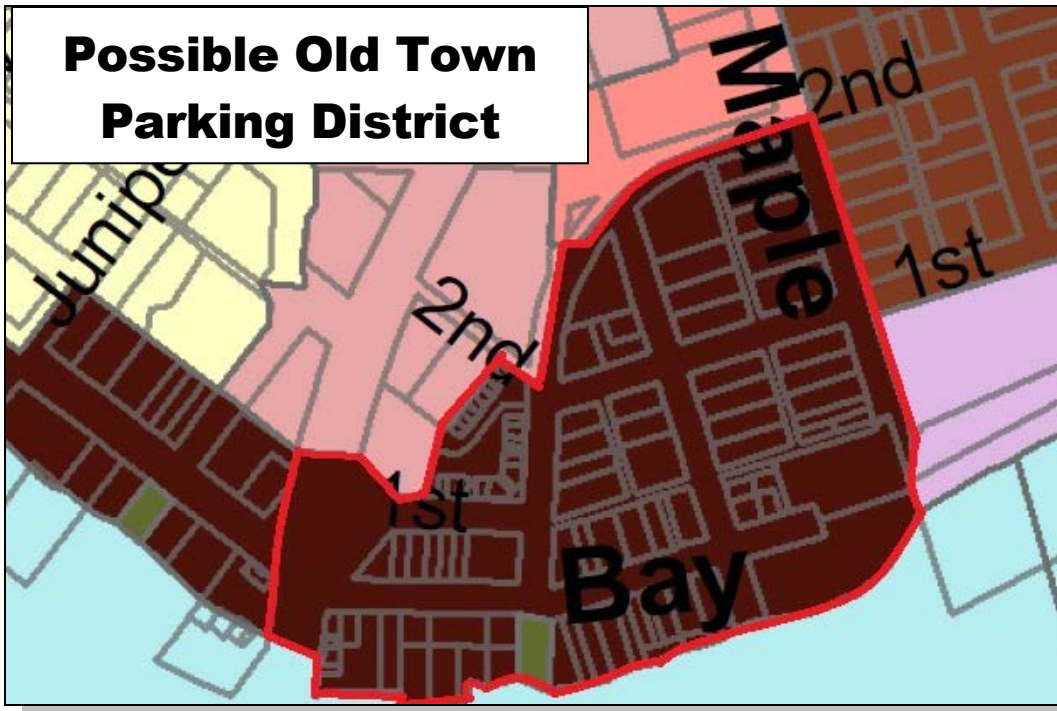 Possible Old Town
Parking District
Maple
2nd
1st
2nd
1st
Bay